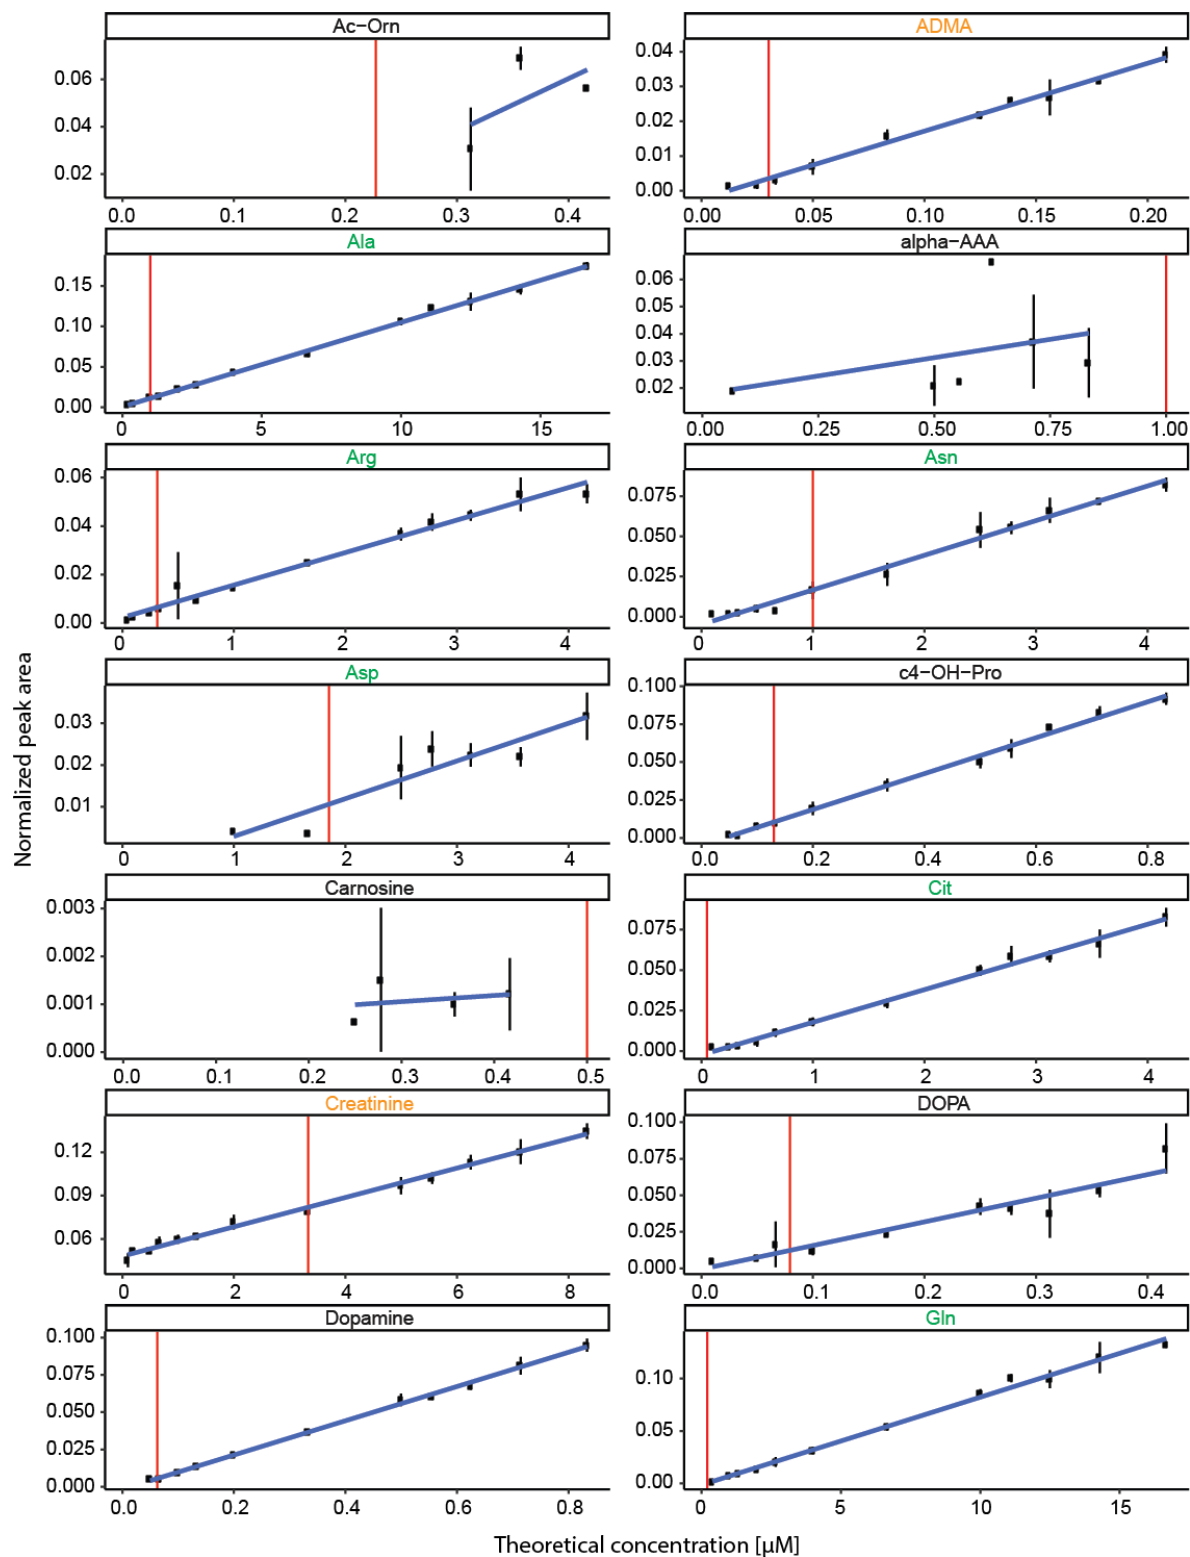 Ac-Orn
0.06
0.04
0.02
0.0 0.1 0.2 0.3 0.4
ADMA
0.04
0.03
0.02
0.01
0.00
0.00 0.05 0.10 0.15 0.20
Ala
0.15
0.10
0.05
0.00
0 5 10 15
alpha-AAA
0.06
0.05
0.04
0.03
0.02
0.00 0.25 0.50 0.75 1.00
Arg
0.06
0.04
0.02
0.00
0 1 2 3 4
Asn
0.075
0.050
0.025
0.000
0 1 2 3 4
Normalized peak area
Asp
0.03
0.02
0.01
0 1 2 3 4
c4-OH-Pro
0.100
0.075
0.050
0.025
0.000
0.0 0.2 0.4 0.6 0.8
Carnosine
0.003
0.002
0.001
0.000
0.0 0.1 0.2 0.3 0.4 0.5
Cit
0.075
0.050
0.025
0.000
0 1 2 3 4
Creatinine
0.12
0.09
0.06
0 2 4 6 8
DOPA
0.100
0.075
0.050
0.025
0.000
0.0 0.1 0.2 0.3 0.4
Dopamine
0.100
0.075
0.050
0.025
0.000
0.0 0.2 0.4 0.6 0.8
Gln
0.10
0.05
0.00
0 5 10 15
Theoretical concentration [µM]